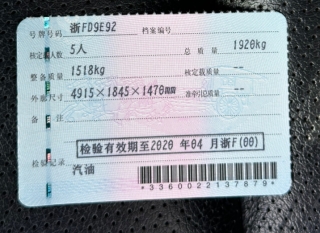 号牌号码 浙FD9E92 档案编号
核定载人数 5人 总质量 1920kg
整备质量 1518kg 核定载质量
外廓尺寸 4915×1845×1470mm 准牵引总质量
备注
检验有效期至2020 年04 月浙F(00)
检验记录
汽油
*3360022137879*